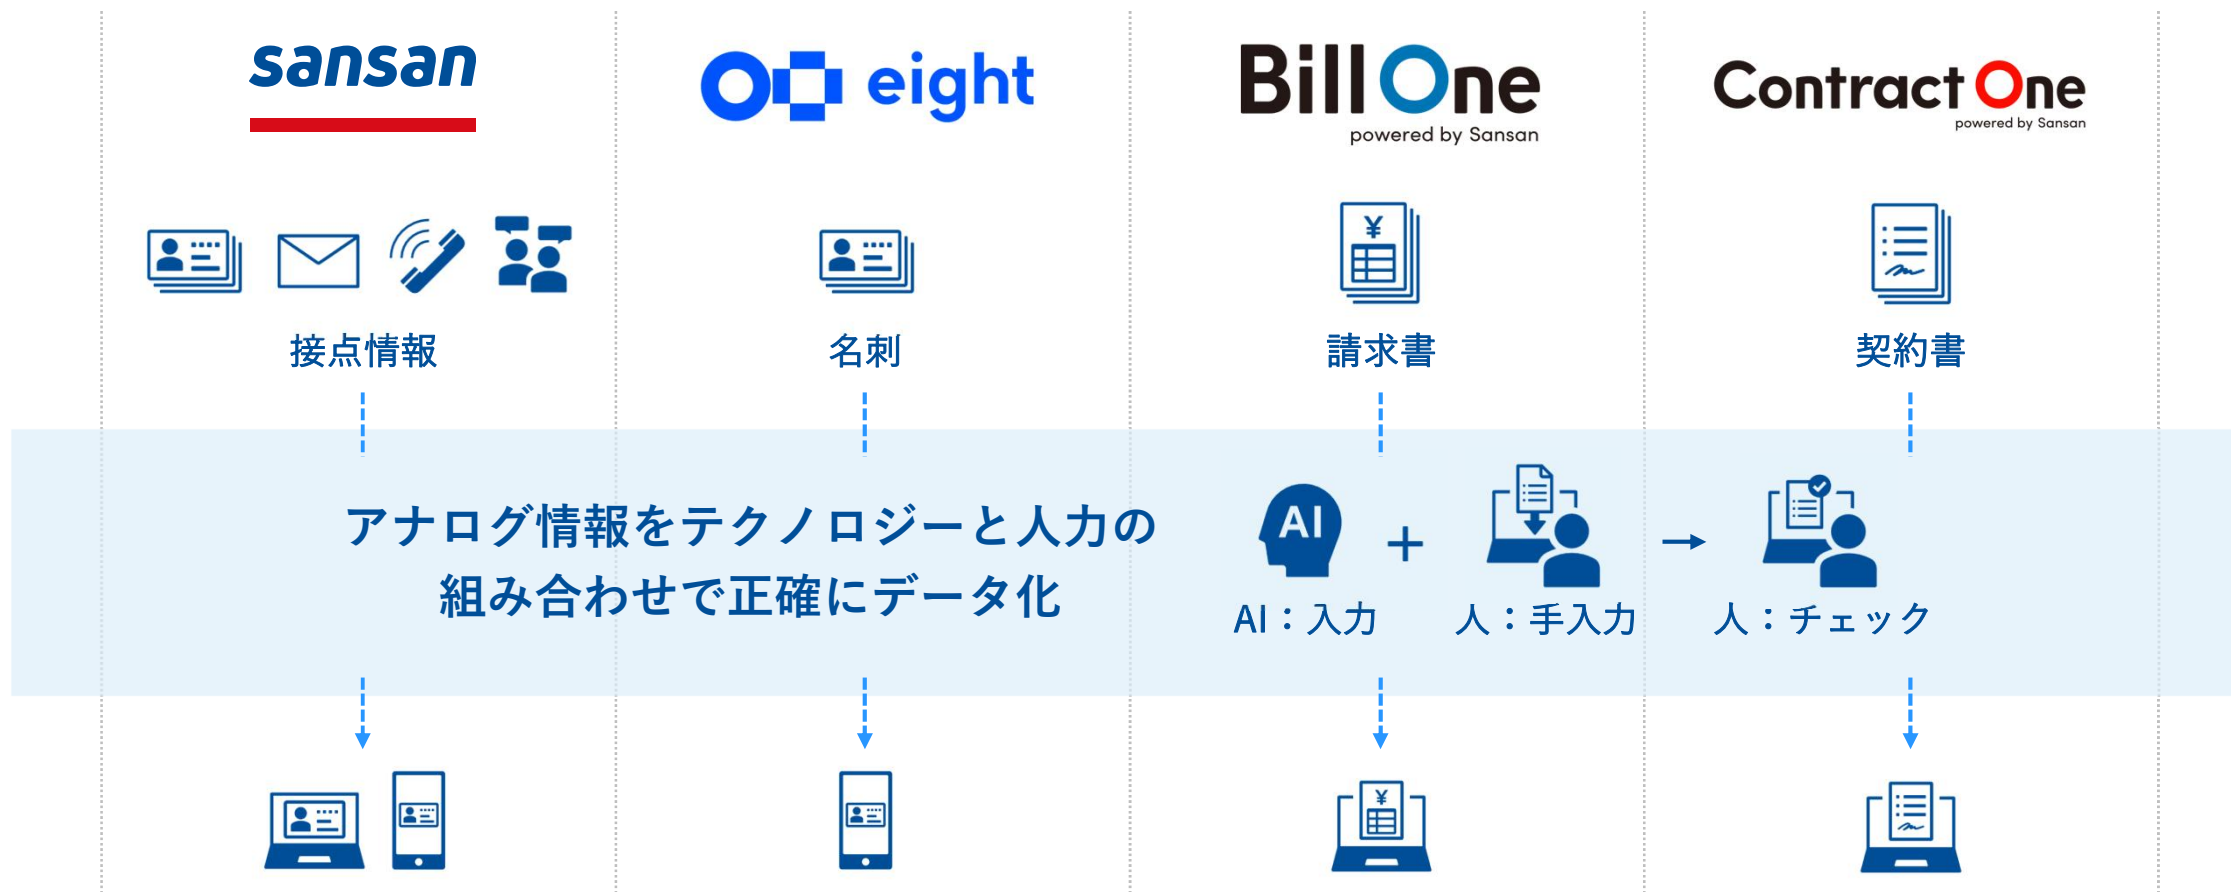 sansan
eight
Bill One
powered by Sansan
Contract One
powered by Sansan
¥
接点情報
名刺
請求書
契約書
アナログ情報をテクノロジーと人力の
組み合わせで正確にデータ化
AI
+
AI：入力
人：手入力
人：チェック
¥